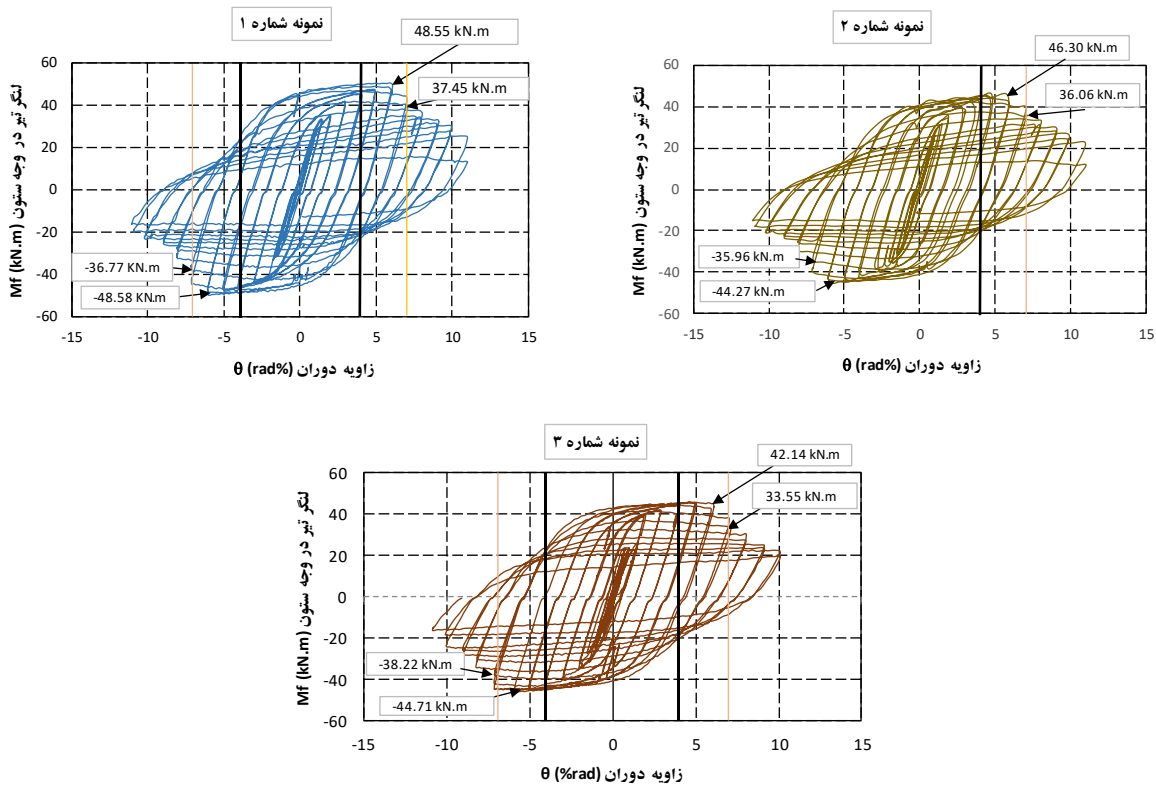 نمونه شماره ۱
48.55 kN.m
37.45 kN.m
-36.77 kN.m
-48.58 KN.m
60
40
20
0
-20
-40
-60
-15
-10
-5
0
5
10
15
لنگر تیر در وجه ستون Mf (kN.m)
زاویه دوران θ (rad%)
نمونه شماره ۲
46.30 kN.m
36.06 kN.m
-35.96 KN.m
-44.27 KN.m
60
40
20
0
-20
-40
-60
-15
-10
-5
0
5
10
15
لنگر تیر در وجه ستون Mf (kN.m)
زاویه دوران θ (rad%)
نمونه شماره ۳
42.14 kN.m
33.55 kN.m
-38.22 KN.m
-44.71 KN.m
60
40
20
0
-20
-40
-60
-15
-10
-5
0
5
10
15
لنگر تیر در وجه ستون Mf (kN.m)
زاویه دوران θ (%rad)